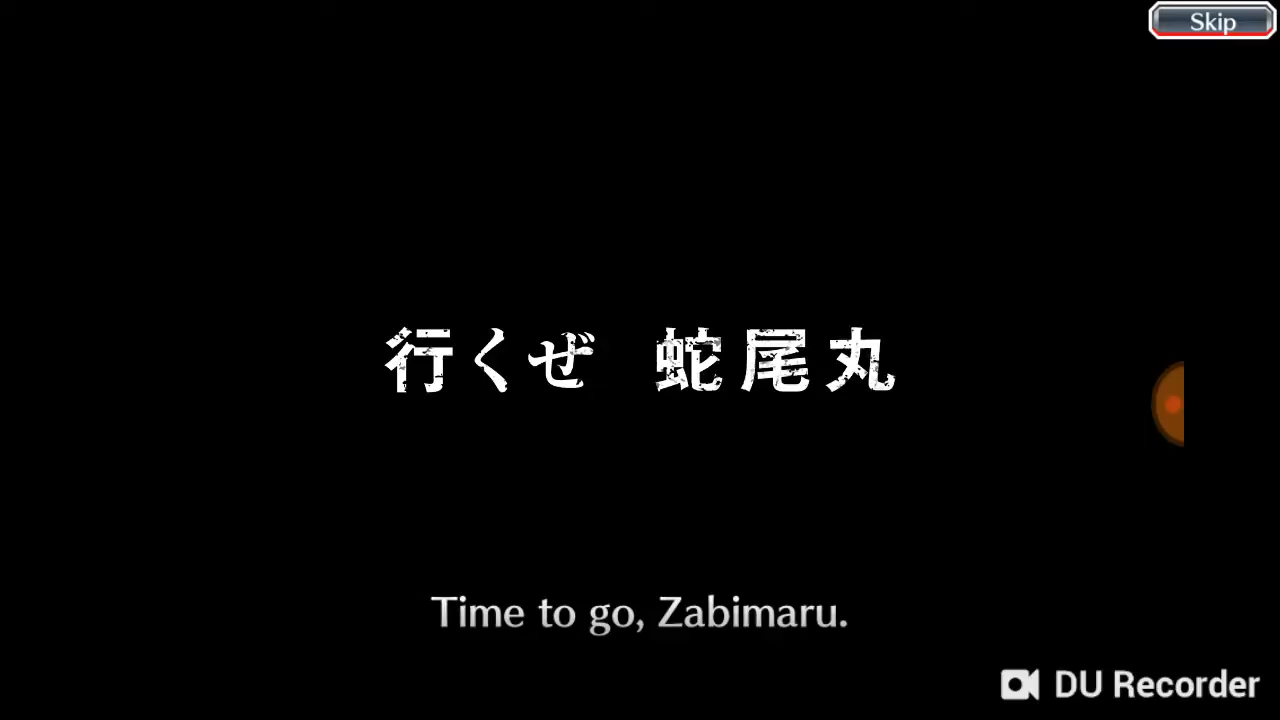 Skip
行くぜ 蛇尾丸
Time to go, Zabimaru.
DU Recorder